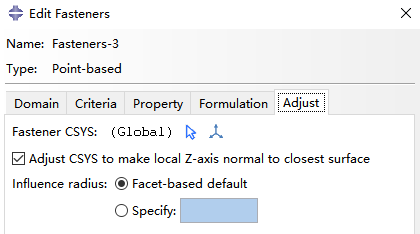 Edit Fasteners
Name: Fasteners-3
Type: Point-based
Domain Criteria Property Formulation Adjust
Fastener CSYS: (Global)
Adjust CSYS to make local Z-axis normal to closest surface
Influence radius: Facet-based default
Specify: